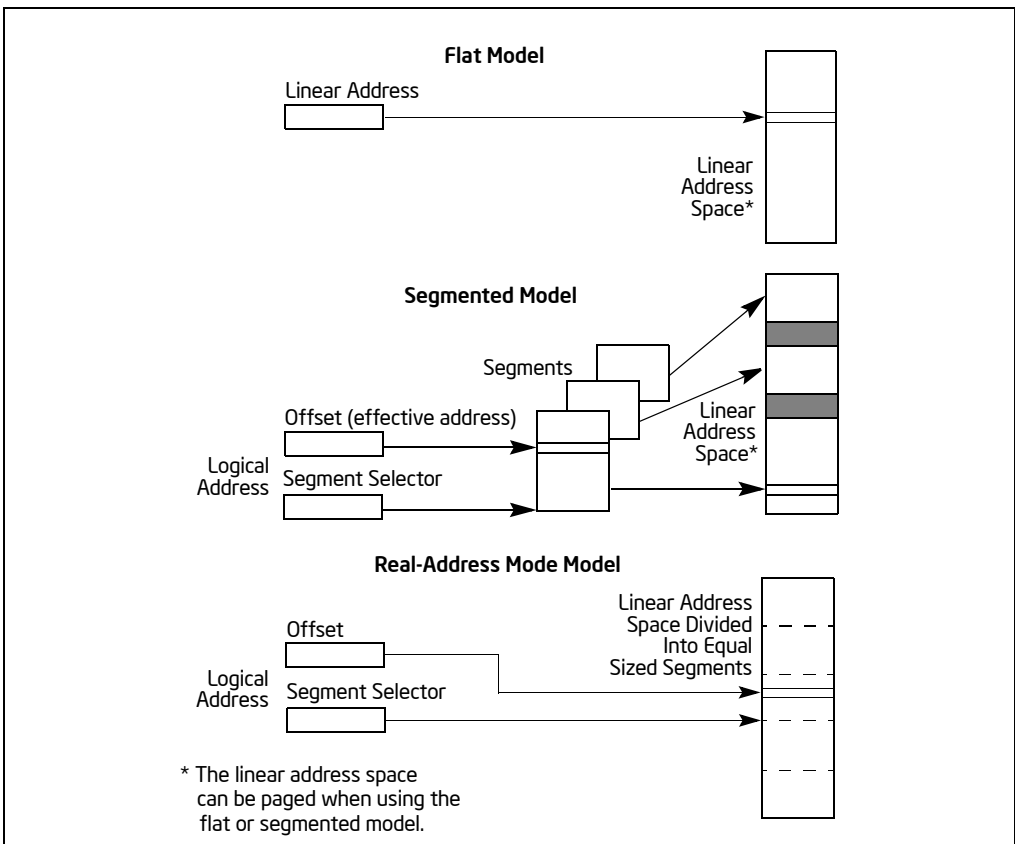 Flat Model
Linear Address
Linear
Address
Space*
Segmented Model
Segments
Offset (effective address)
Logical
Address
Segment Selector
Linear
Address
Space*
Real-Address Mode Model
Offset
Logical
Address
Segment Selector
Linear Address
Space Divided
Into Equal
Sized Segments
* The linear address space
can be paged when using the
flat or segmented model.